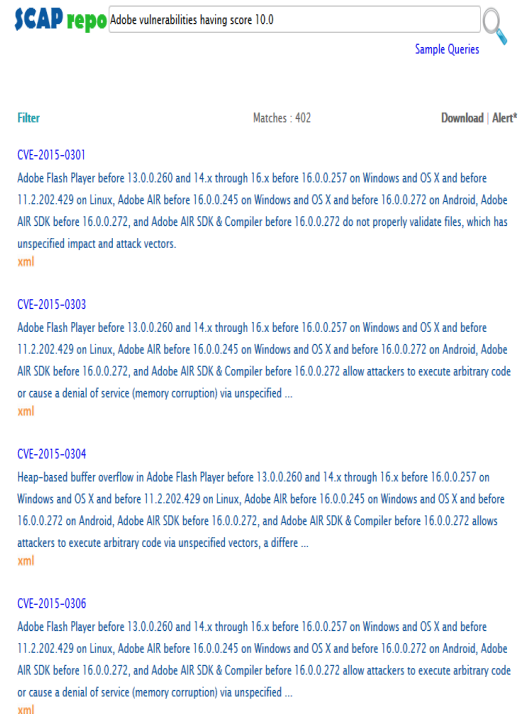 SCAP repo Adobe vulnerabilities having score 10.0
Sample Queries
Filter Matches : 402 Download | Alert*
CVE-2015-0301
Adobe Flash Player before 13.0.0.260 and 14.x through 16.x before 16.0.0.257 on Windows and OS X and before
11.2.202.429 on Linux, Adobe AIR before 16.0.0.245 on Windows and OS X and before 16.0.0.272 on Android, Adobe
AIR SDK before 16.0.0.272, and Adobe AIR SDK & Compiler before 16.0.0.272 do not properly validate files, which has
unspecified impact and attack vectors.
xml
CVE-2015-0303
Adobe Flash Player before 13.0.0.260 and 14.x through 16.x before 16.0.0.257 on Windows and OS X and before
11.2.202.429 on Linux, Adobe AIR before 16.0.0.245 on Windows and OS X and before 16.0.0.272 on Android, Adobe
AIR SDK before 16.0.0.272, and Adobe AIR SDK & Compiler before 16.0.0.272 allow attackers to execute arbitrary code
or cause a denial of service (memory corruption) via unspecified ...
xml
CVE-2015-0304
Heap-based buffer overflow in Adobe Flash Player before 13.0.0.260 and 14.x through 16.x before 16.0.0.257 on
Windows and OS X and before 11.2.202.429 on Linux, Adobe AIR before 16.0.0.245 on Windows and OS X and before
16.0.0.272 on Android, Adobe AIR SDK before 16.0.0.272, and Adobe AIR SDK & Compiler before 16.0.0.272 allows
attackers to execute arbitrary code via unspecified vectors, a differe ...
xml
CVE-2015-0306
Adobe Flash Player before 13.0.0.260 and 14.x through 16.x before 16.0.0.257 on Windows and OS X and before
11.2.202.429 on Linux, Adobe AIR before 16.0.0.245 on Windows and OS X and before 16.0.0.272 on Android, Adobe
AIR SDK before 16.0.0.272, and Adobe AIR SDK & Compiler before 16.0.0.272 allow attackers to execute arbitrary code
or cause a denial of service (memory corruption) via unspecified ...
xml